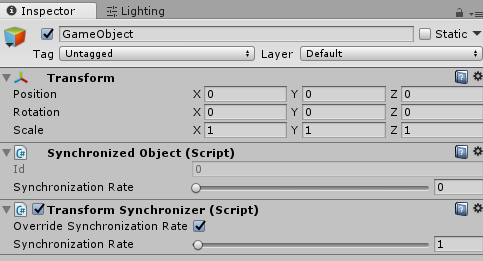 Inspector Lighting
GameObject Static
Tag Untagged Layer Default
Transform
Position X 0 Y 0 Z 0
Rotation X 0 Y 0 Z 0
Scale X 1 Y 1 Z 1
C# Synchronized Object (Script)
Id 0
Synchronization Rate 0
C# Transform Synchronizer (Script)
Override Synchronization Rate
Synchronization Rate 1